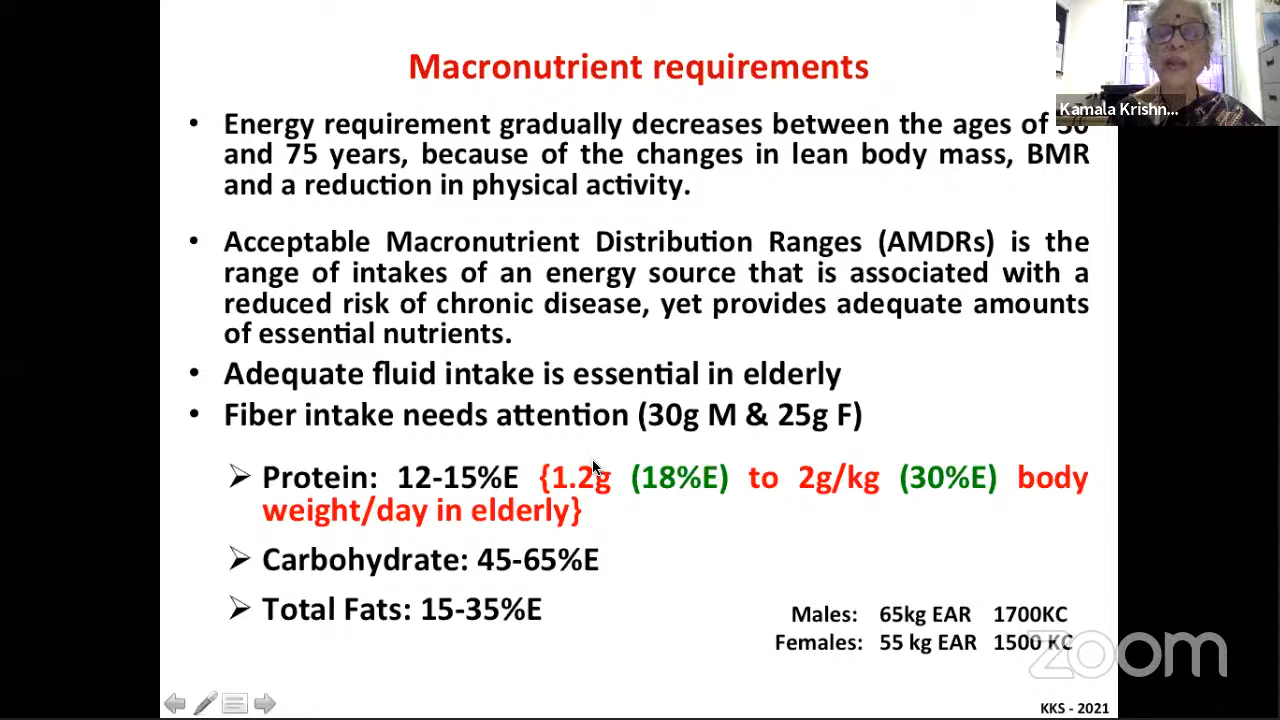 Macronutrient requirements
Kamala Krishn...
• Energy requirement gradually decreases between the ages of
and 75 years, because of the changes in lean body mass, BMR
and a reduction in physical activity.
• Acceptable Macronutrient Distribution Ranges (AMDRs) is the
range of intakes of an energy source that is associated with a
reduced risk of chronic disease, yet provides adequate amounts
of essential nutrients.
• Adequate fluid intake is essential in elderly
• Fiber intake needs attention (30g M & 25g F)
➢ Protein: 12-15%E {1.2g (18%E) to 2g/kg (30%E) body
weight/day in elderly}
➢ Carbohydrate: 45-65%E
➢ Total Fats: 15-35%E
Males: 65kg EAR 1700KC
Females: 55 kg EAR 1500 KC
zoom
KKS - 2021